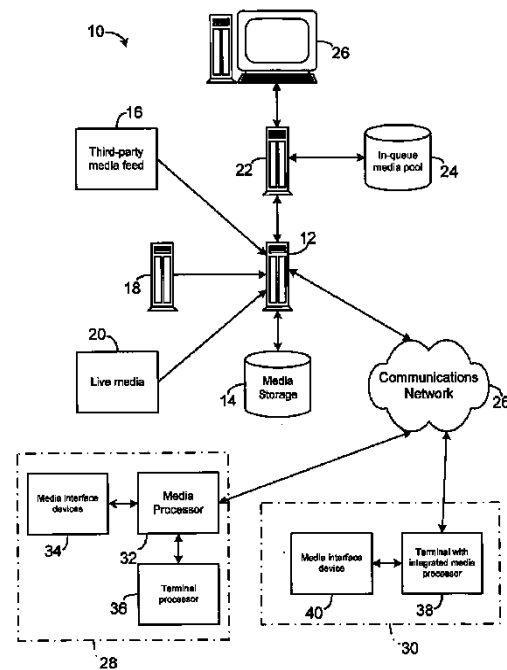 10
26
16
Third-party
media feed
22
In-queue
media pool
24
12
18
20
Live media
14
Media
Storage
Communications
Network
26
Media interface
devices
34
Media
Processor
32
Terminal
processor
36
28
Media interface
device
40
Terminal with
integrated media
processor
38
30